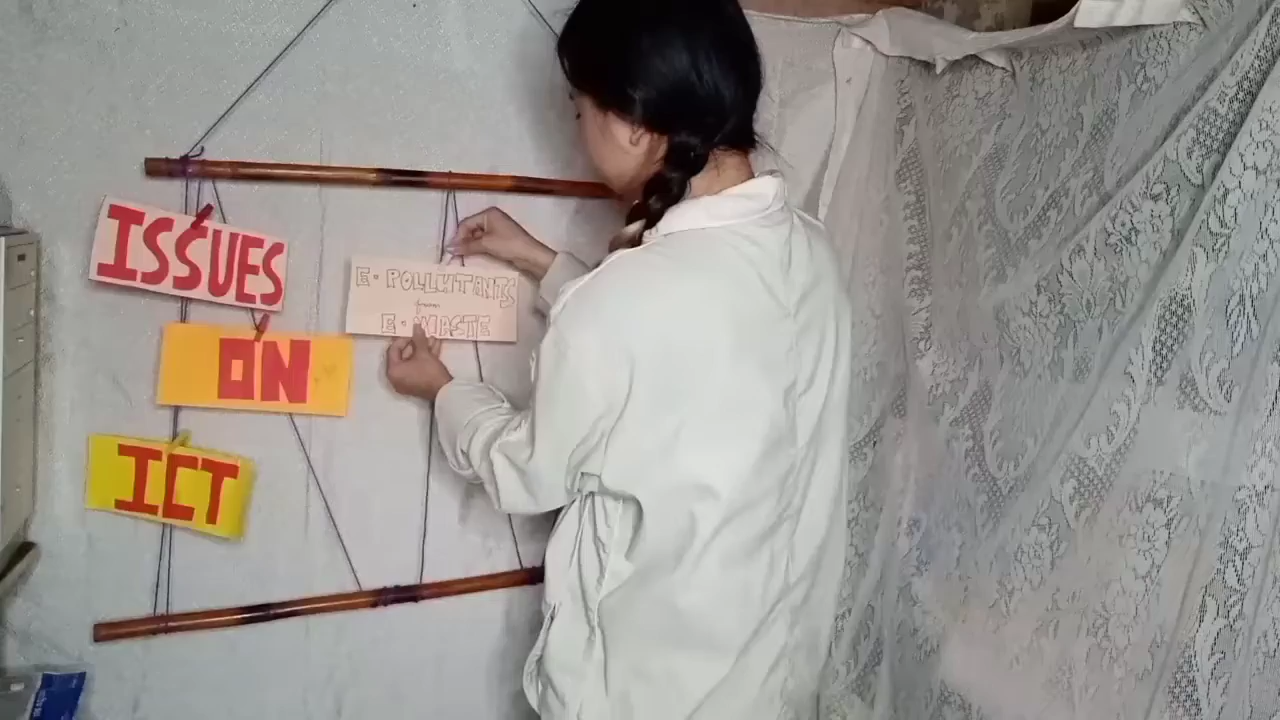 ISSUES
ON
ICT
E-POLLUTANTS
from
E-WASTE